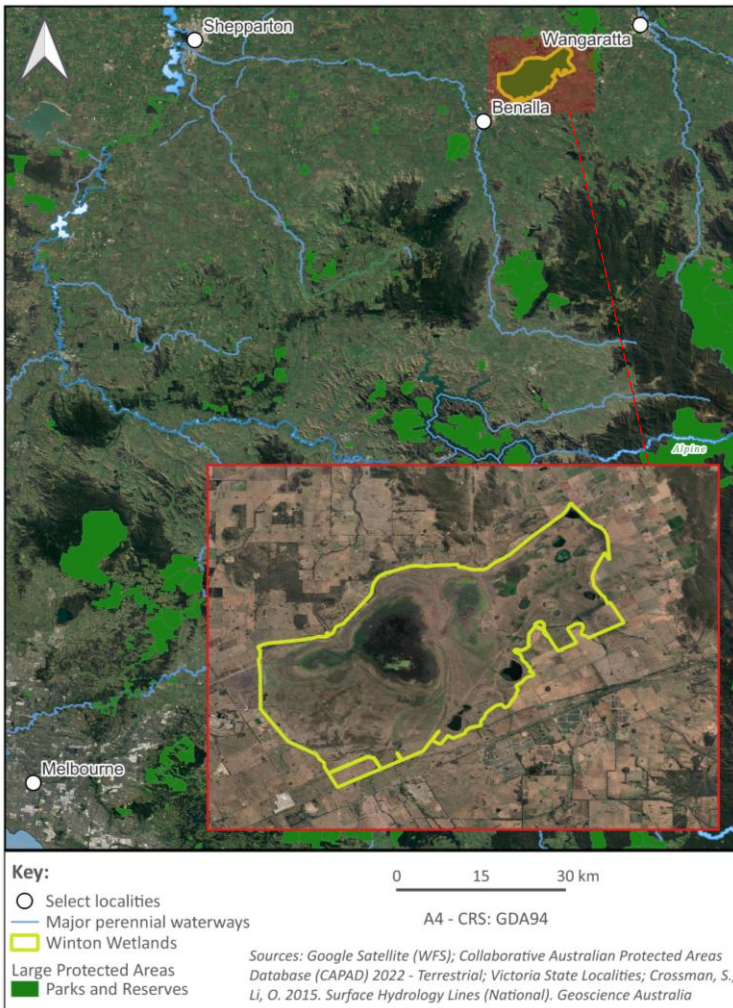 Shepparton
Wangaratta
Benalla
Alpine
Melbourne
Key:
Select localities
Major perennial waterways
Winton Wetlands
Large Protected Areas
Parks and Reserves
0 15 30 km
A4 - CRS: GDA94
Sources: Google Satellite (WFS); Collaborative Australian Protected Areas
Database (CAPAD) 2022 - Terrestrial; Victoria State Localities; Crossman, S.,
Li, O. 2015. Surface Hydrology Lines (National). Geoscience Australia